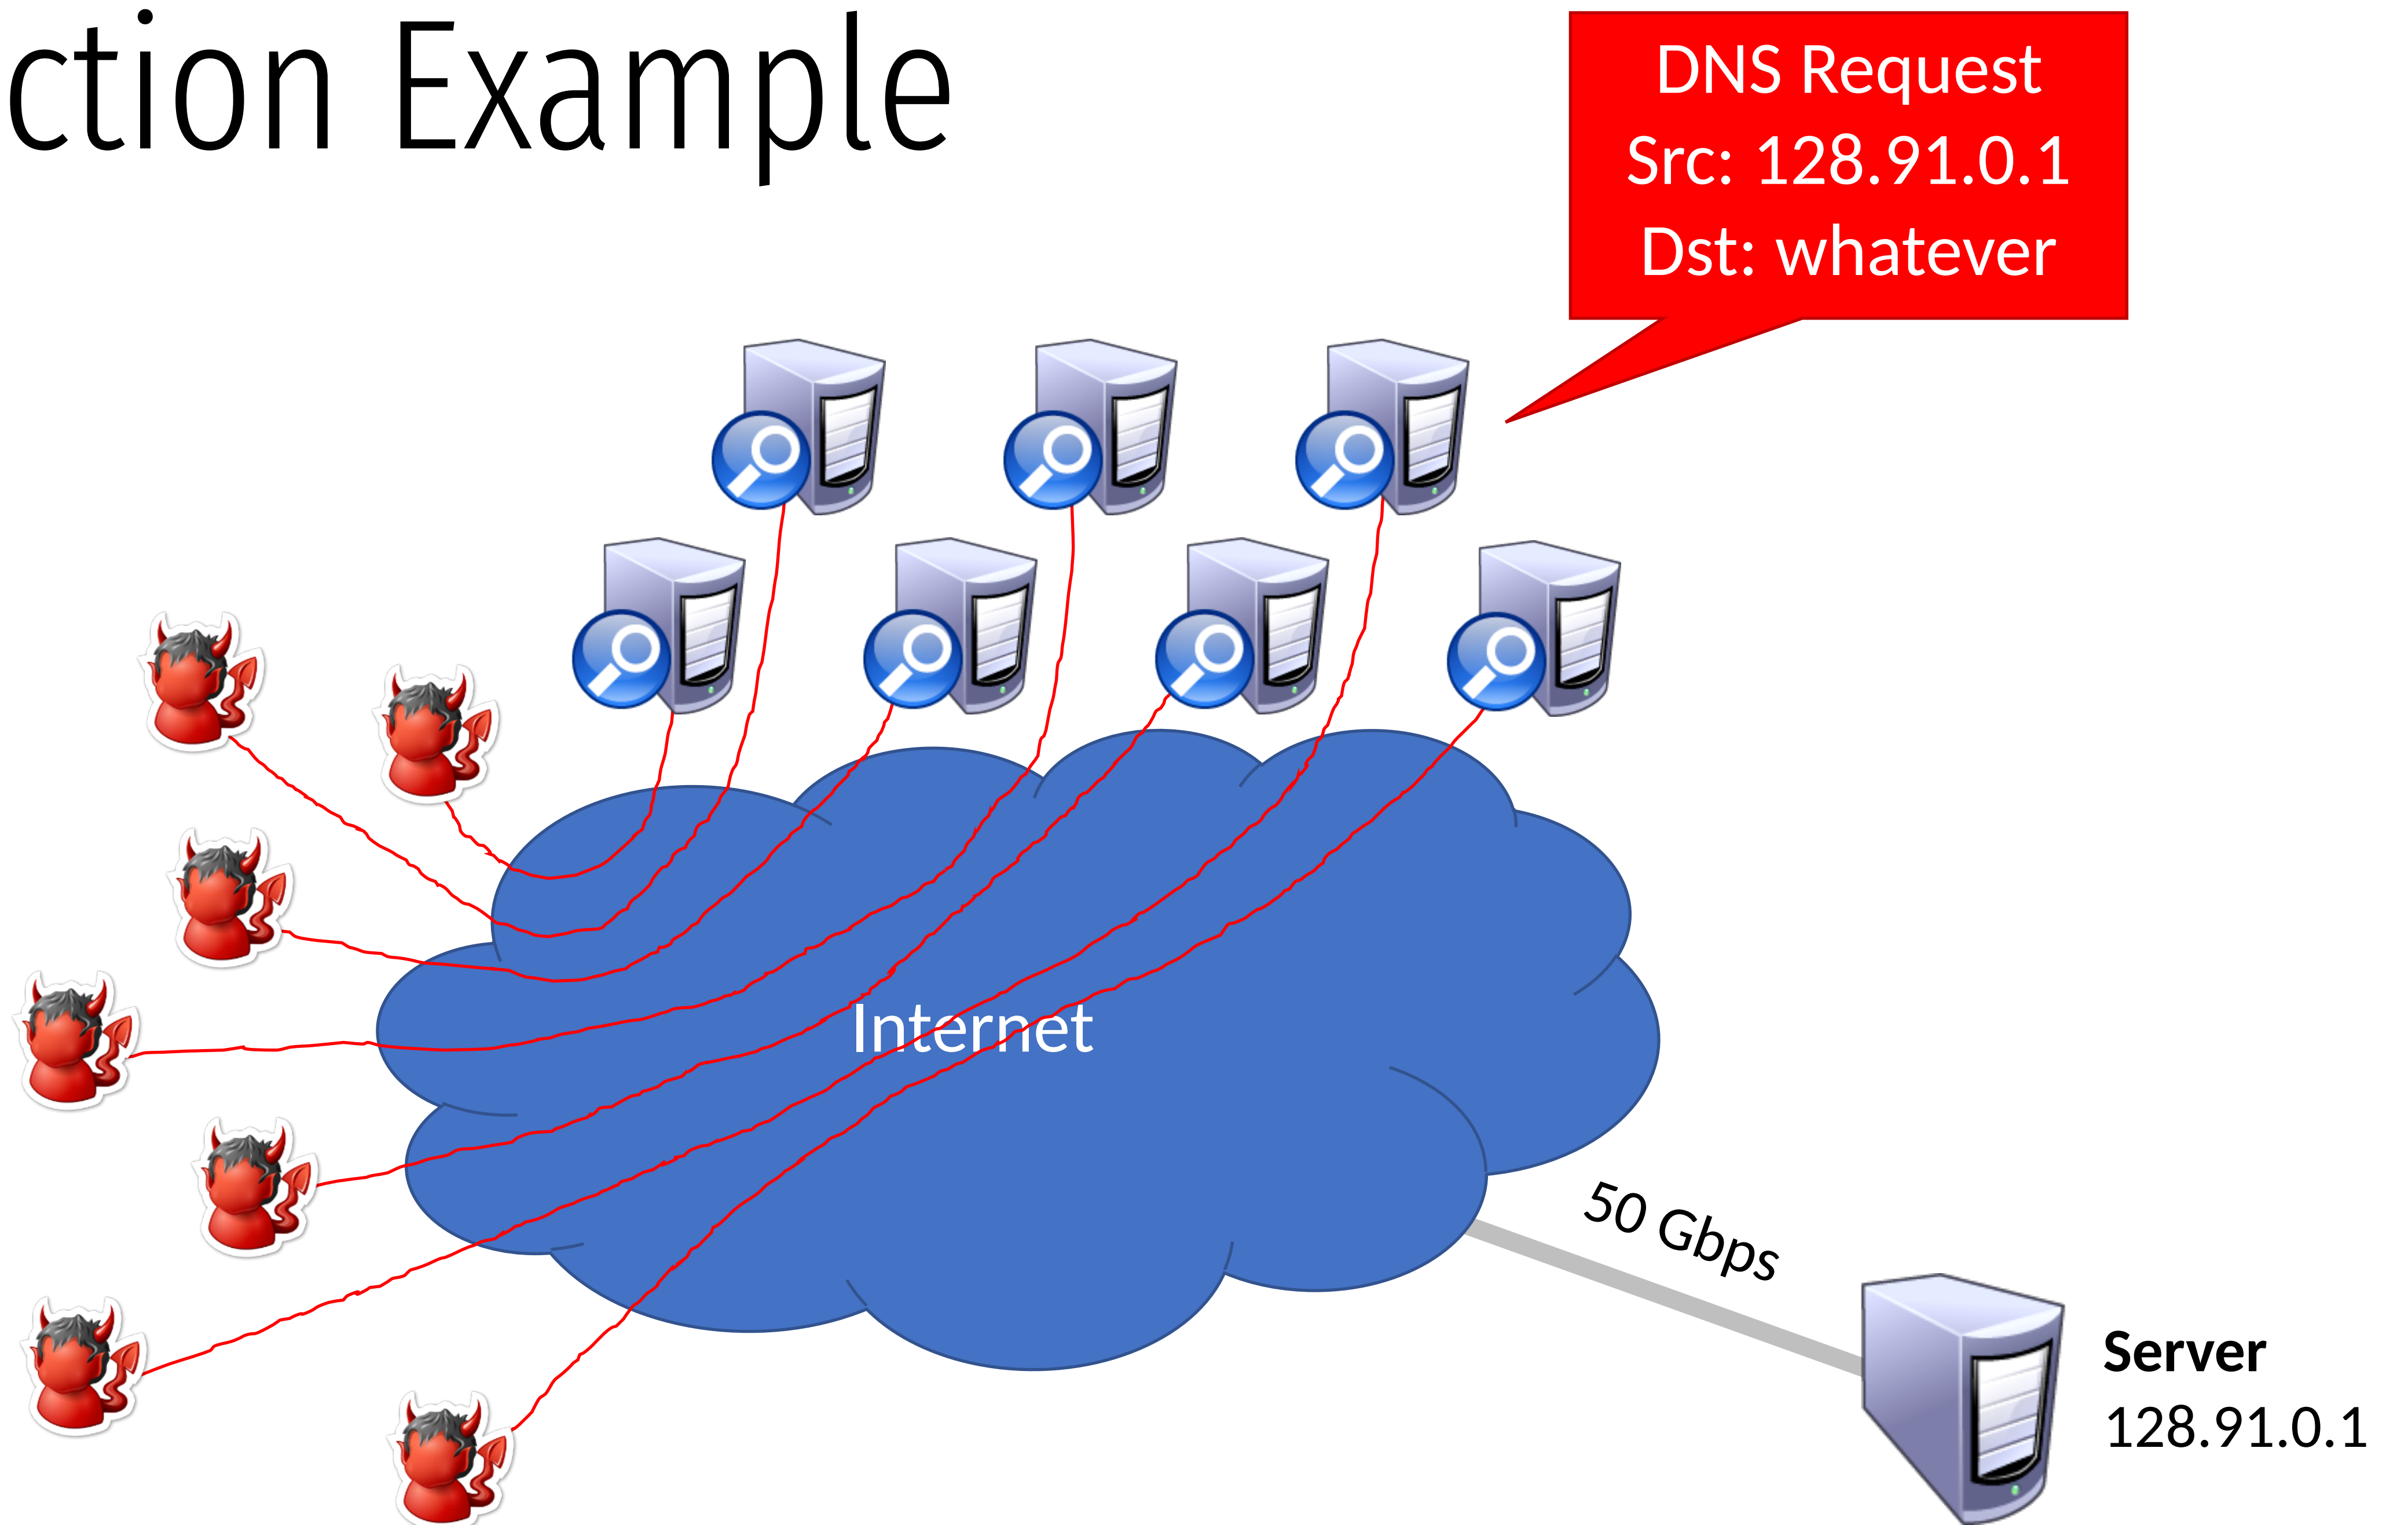 ction Example
DNS Request
Src: 128.91.0.1
Dst: whatever
Internet
50 Gbps
Server
128.91.0.1